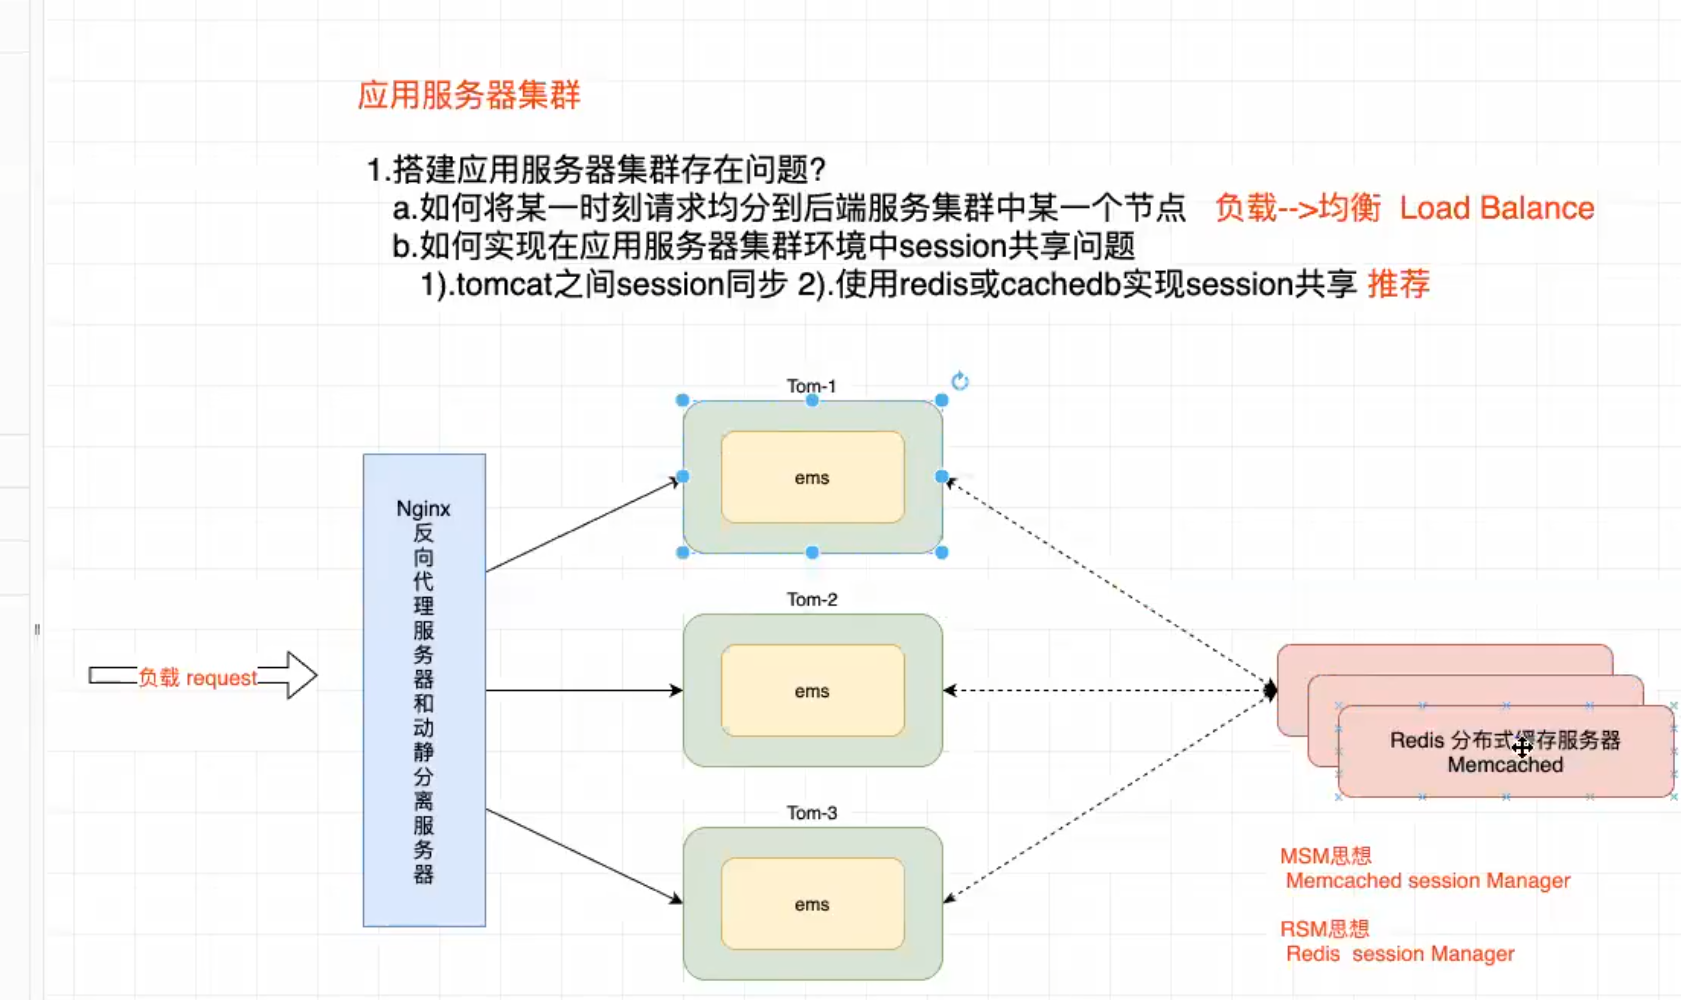 应用服务器集群
1.搭建应用服务器集群存在问题?
a.如何将某一时刻请求均分到后端服务集群中某一个节点 负载-->均衡 Load Balance
b.如何实现在应用服务器集群环境中session共享问题
1).tomcat之间session同步 2).使用redis或cachedb实现session共享 推荐
Tom-1
ems
Nginx
反
向
代
理
服
务
器
和
动
静
分
离
服
务
器
负载 request
Tom-2
ems
Tom-3
ems
Redis 分布式缓存服务器
Memcached
MSM思想
Memcached session Manager
RSM思想
Redis session Manager